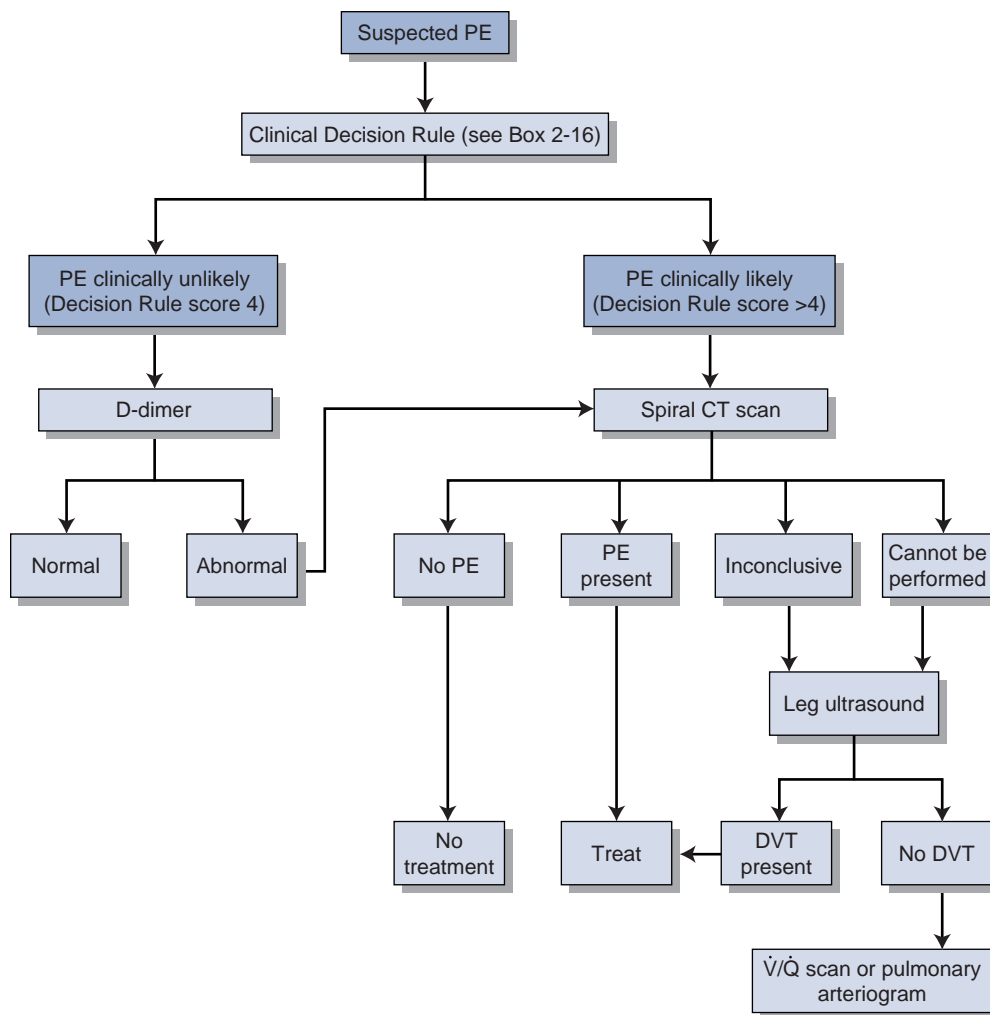 Suspected PE
Clinical Decision Rule (see Box 2-16)
PE clinically unlikely
(Decision Rule score 4)
PE clinically likely
(Decision Rule score >4)
D-dimer
Spiral CT scan
Normal
Abnormal
No PE
PE
present
Inconclusive
Cannot be
performed
Leg ultrasound
No
treatment
Treat
DVT
present
No DVT
V̇/Q̇ scan or pulmonary
arteriogram